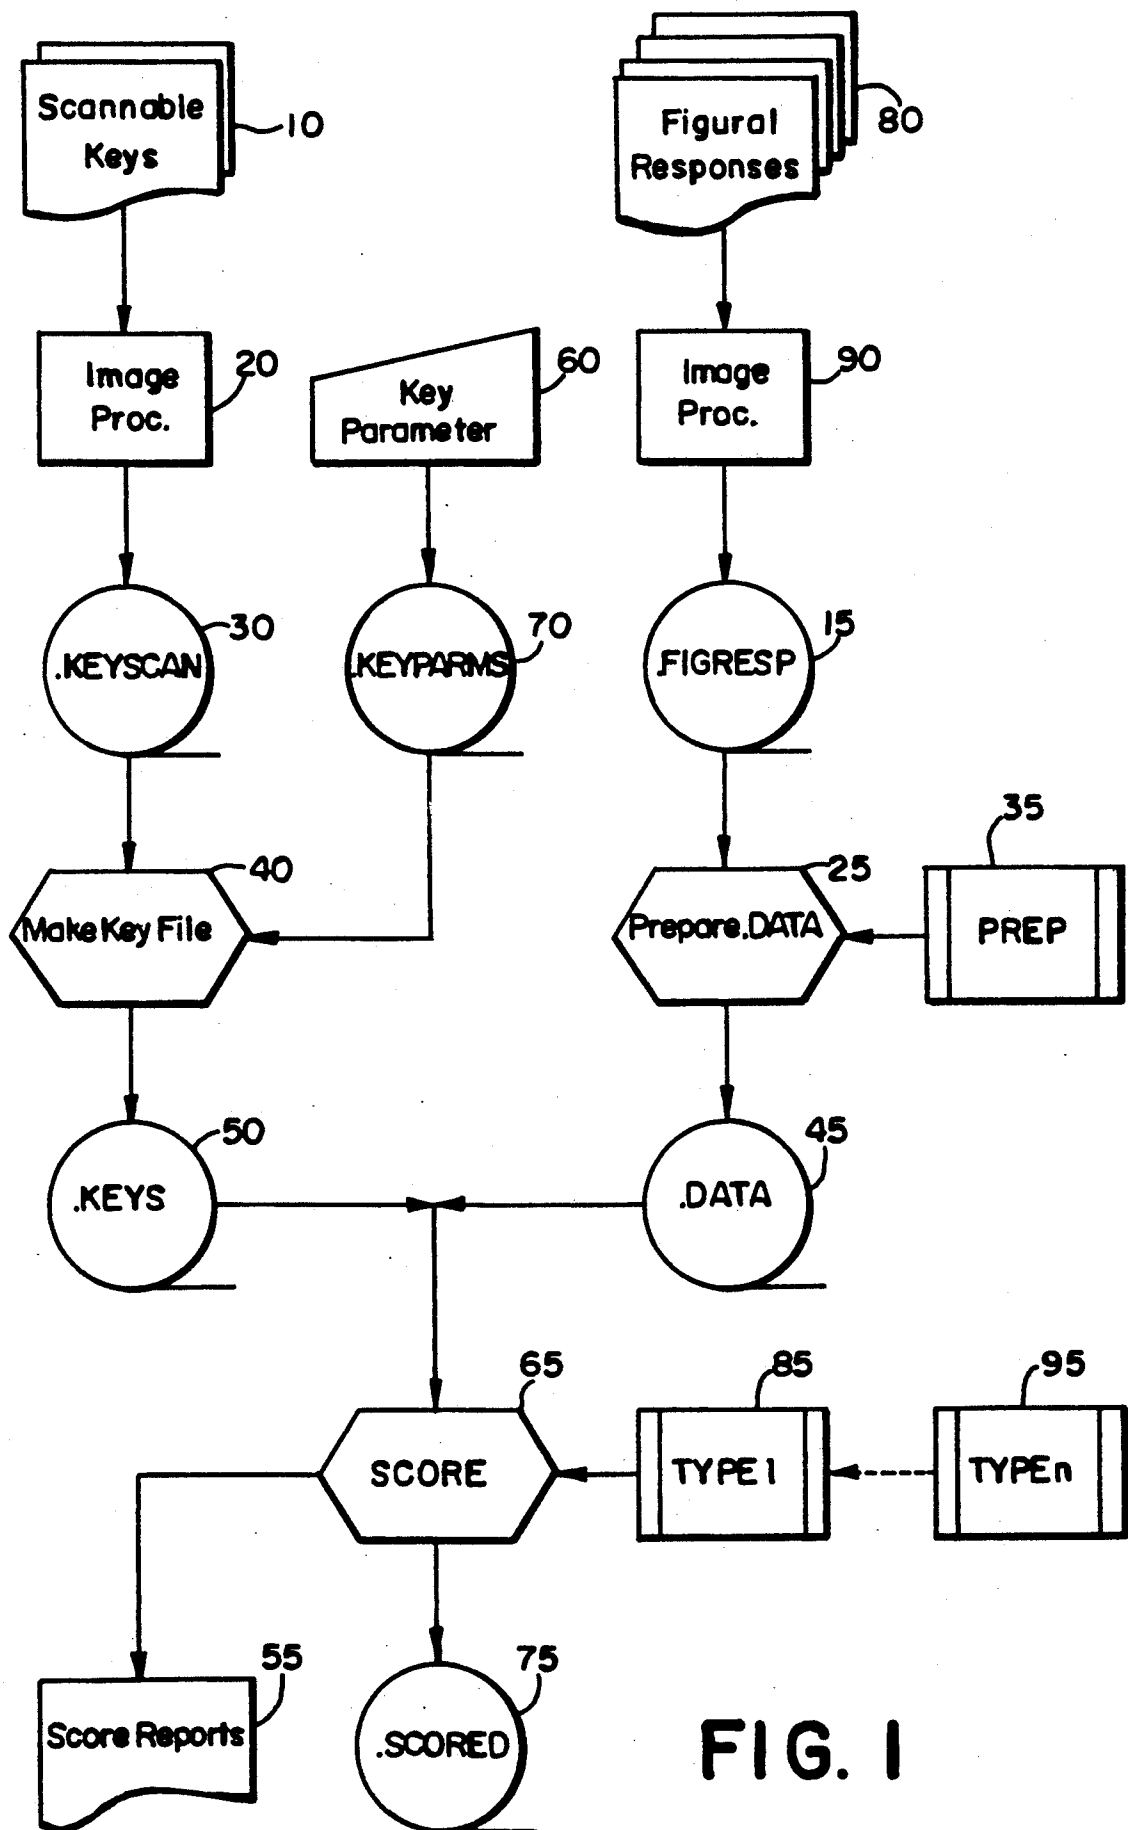 Scannable
Keys
10
Figural
Responses
80
Image
Proc.
20
Key
Parameter
60
Image
Proc.
90
.KEYSCAN
30
.KEYPARMS
70
.FIGRESP
15
Make Key File
40
Prepare.DATA
25
PREP
35
.KEYS
50
.DATA
45
SCORE
65
TYPE1
85
TYPEn
95
Score Reports
55
.SCORED
75
FIG. 1